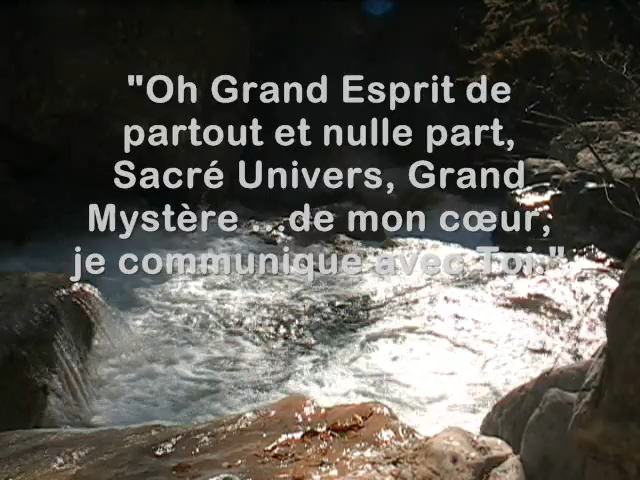 "Oh Grand Esprit de
partout et nulle part,
Sacré Univers, Grand
Mystère ...de mon cœur,
je communique avec Toi."